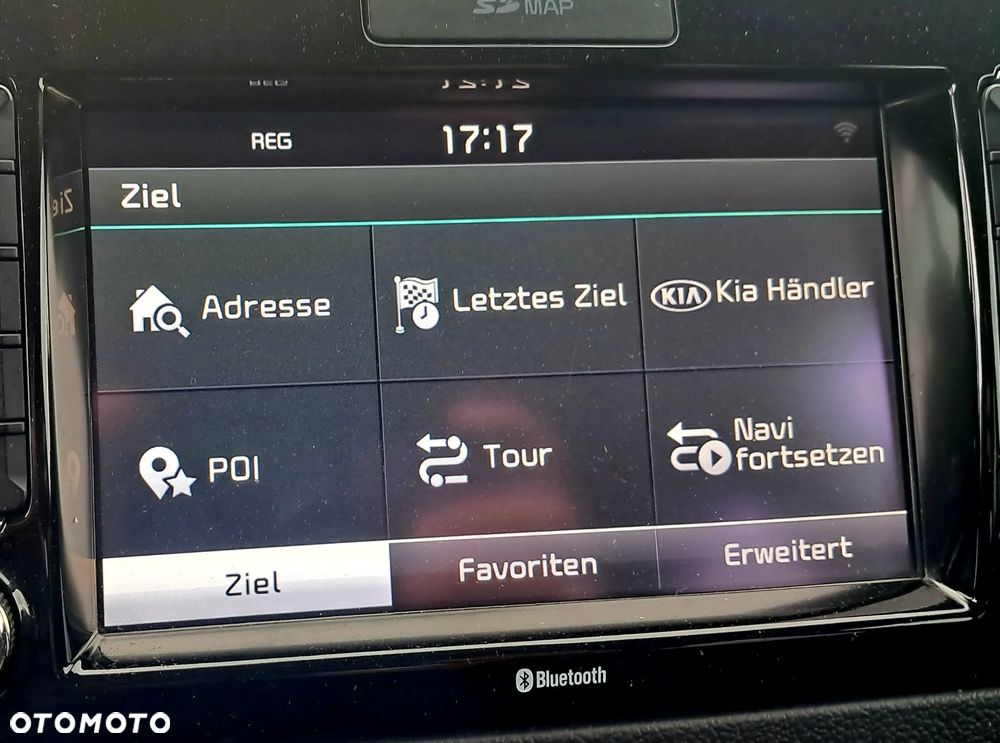 SD MAP
REG
17:17
Ziel
Adresse
Letztes Ziel
KIA Kia Händler
POI
Tour
Navi
fortsetzen
Ziel
Favoriten
Erweitert
Bluetooth
OTOMOTO